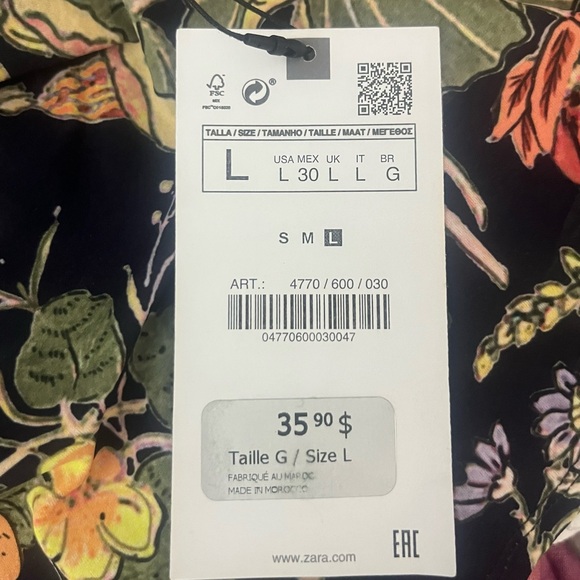 FSC
TALLA / SIZE / TAMANHO / TAILLE / MAAT / ΜΕΓΕΘΟΣ
L
USA MEX UK IT BR
L 30 L L G
S M L
ART.: 4770 / 600 / 030
04770600030047
35 90 $
Taille G / Size L
FABRIQUÉ AU MAROC
MADE IN MOROCCO
www.zara.com
EAC